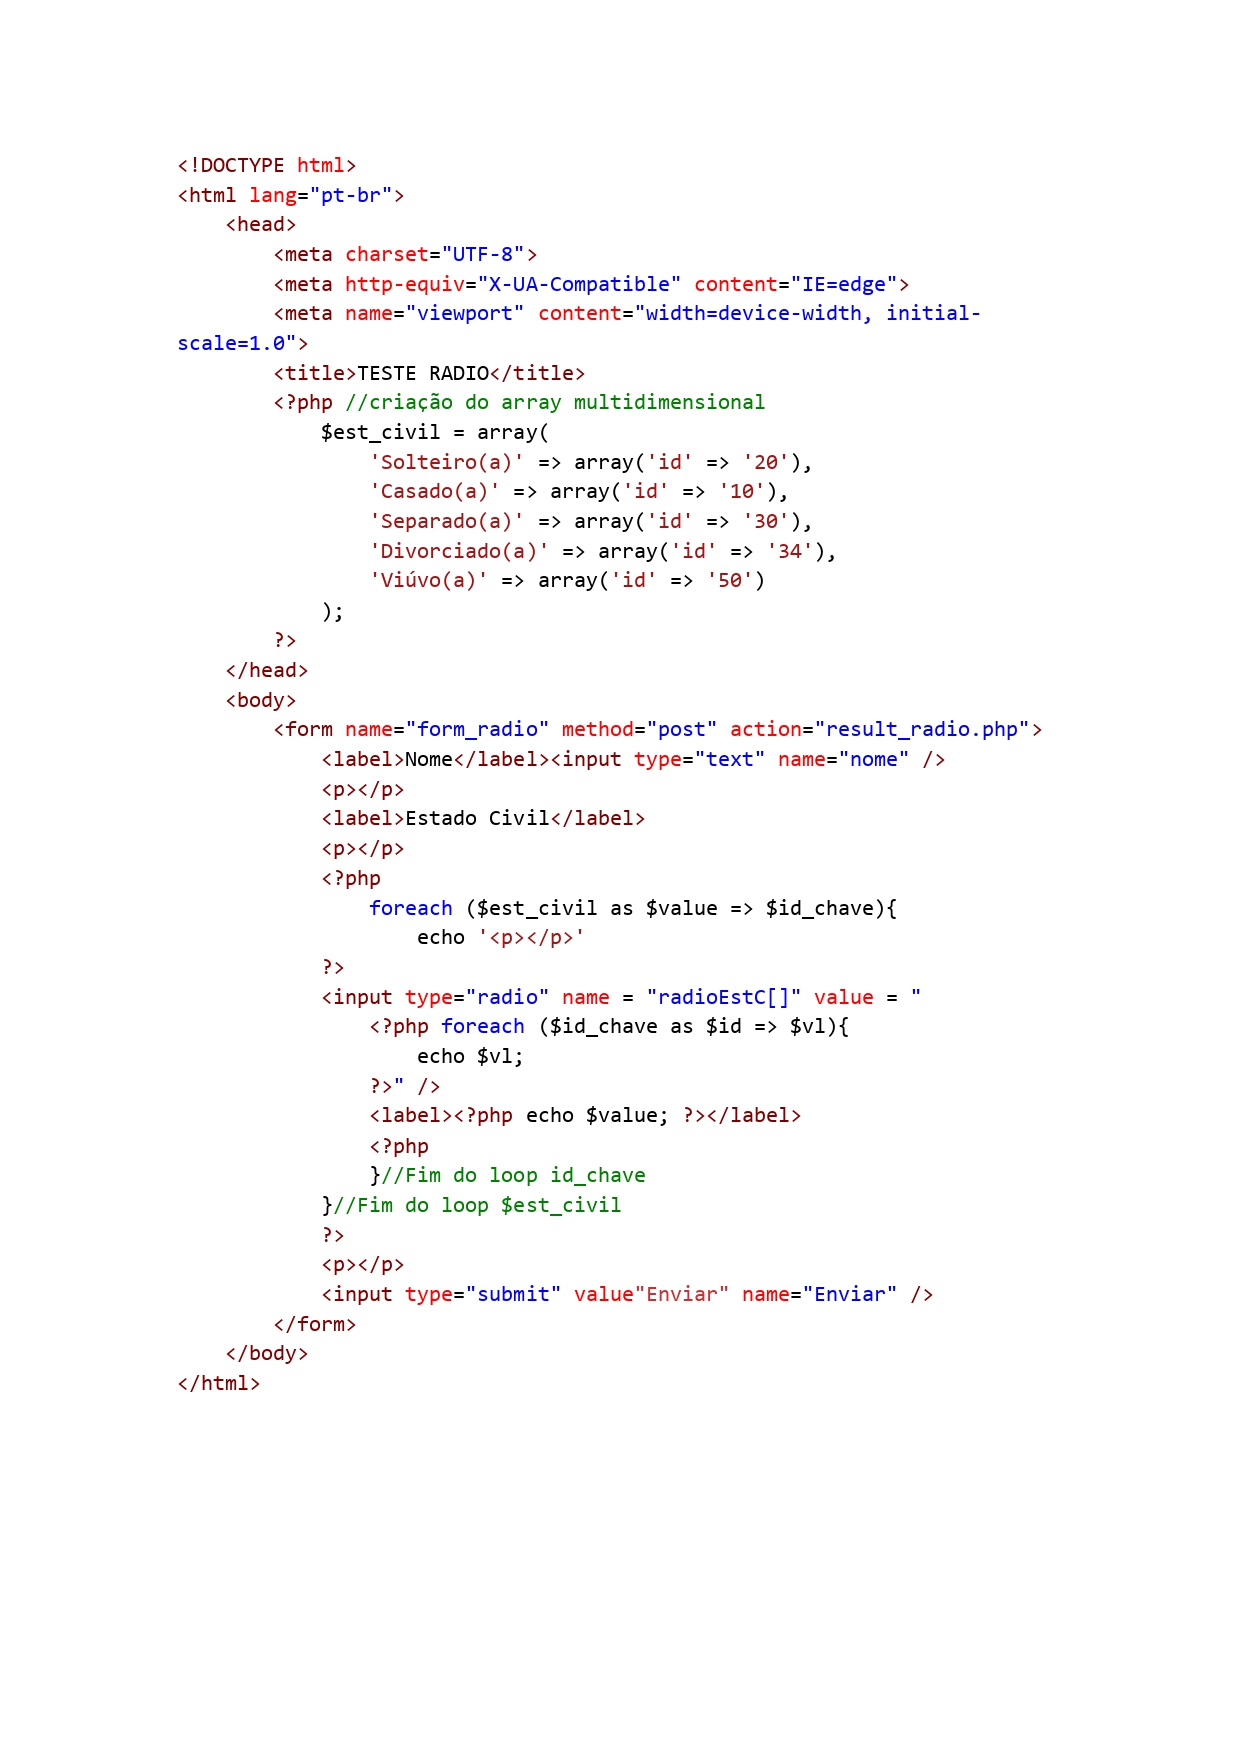 <!DOCTYPE html>
<html lang="pt-br">
    <head>
        <meta charset="UTF-8">
        <meta http-equiv="X-UA-Compatible" content="IE=edge">
        <meta name="viewport" content="width=device-width, initial-
scale=1.0">
        <title>TESTE RADIO</title>
        <?php //criação do array multidimensional
            $est_civil = array(
                'Solteiro(a)' => array('id' => '20'),
                'Casado(a)' => array('id' => '10'),
                'Separado(a)' => array('id' => '30'),
                'Divorciado(a)' => array('id' => '34'),
                'Viúvo(a)' => array('id' => '50')
            );
        ?>
    </head>
    <body>
        <form name="form_radio" method="post" action="result_radio.php">
            <label>Nome</label><input type="text" name="nome" />
            <p></p>
            <label>Estado Civil</label>
            <p></p>
            <?php
                foreach ($est_civil as $value => $id_chave){
                    echo '<p></p>'
            ?>
            <input type="radio" name = "radioEstC[]" value = "
                <?php foreach ($id_chave as $id => $vl){
                    echo $vl;
                ?>" />
                <label><?php echo $value; ?></label>
                <?php
                }//Fim do loop id_chave
            }//Fim do loop $est_civil
            ?>
            <p></p>
            <input type="submit" value"Enviar" name="Enviar" />
        </form>
    </body>
</html>